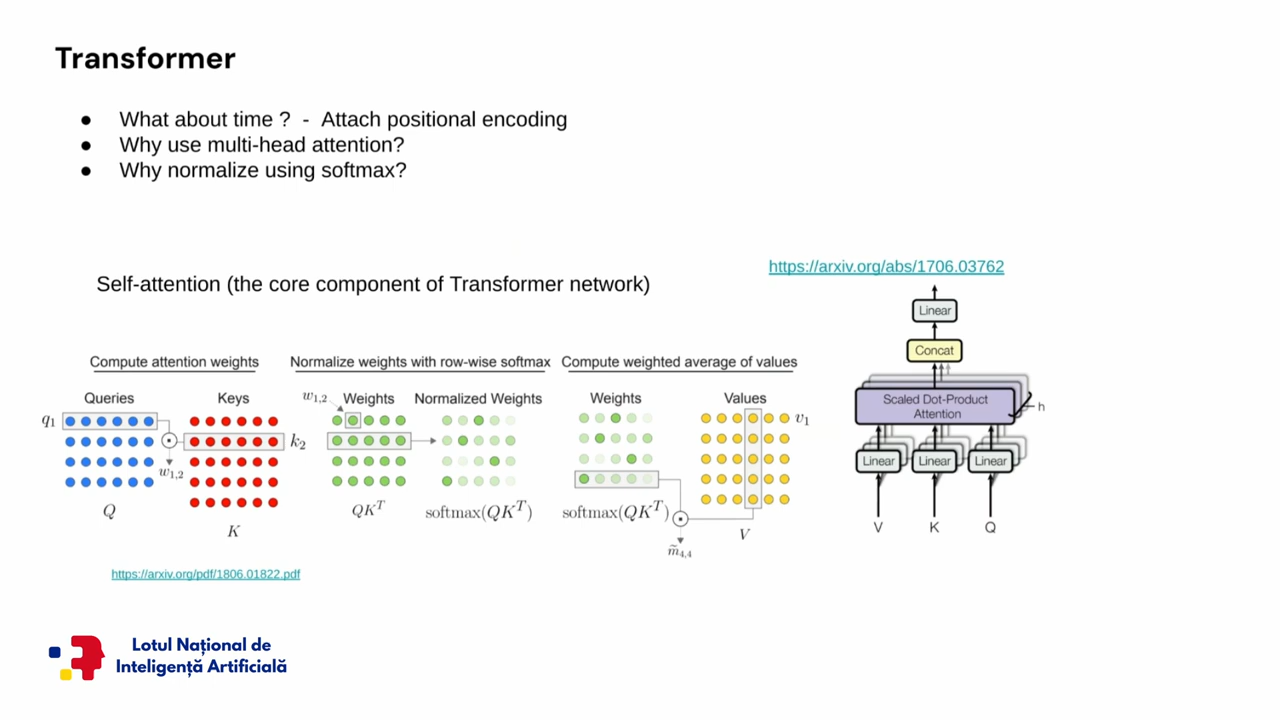 Transformer
● What about time ? - Attach positional encoding
● Why use multi-head attention?
● Why normalize using softmax?
https://arxiv.org/abs/1706.03762
Self-attention (the core component of Transformer network)
Compute attention weights
Queries
Keys
q1
k2
w1,2
Q
K
Normalize weights with row-wise softmax
w1,2
Weights
Normalized Weights
QK^T
softmax(QK^T)
Compute weighted average of values
Weights
Values
v1
softmax(QK^T)
V
m̃4,4
Linear
Concat
Scaled Dot-Product
Attention
h
Linear
Linear
Linear
V
K
Q
https://arxiv.org/pdf/1806.01822.pdf
Lotul Național de
Inteligență Artificială